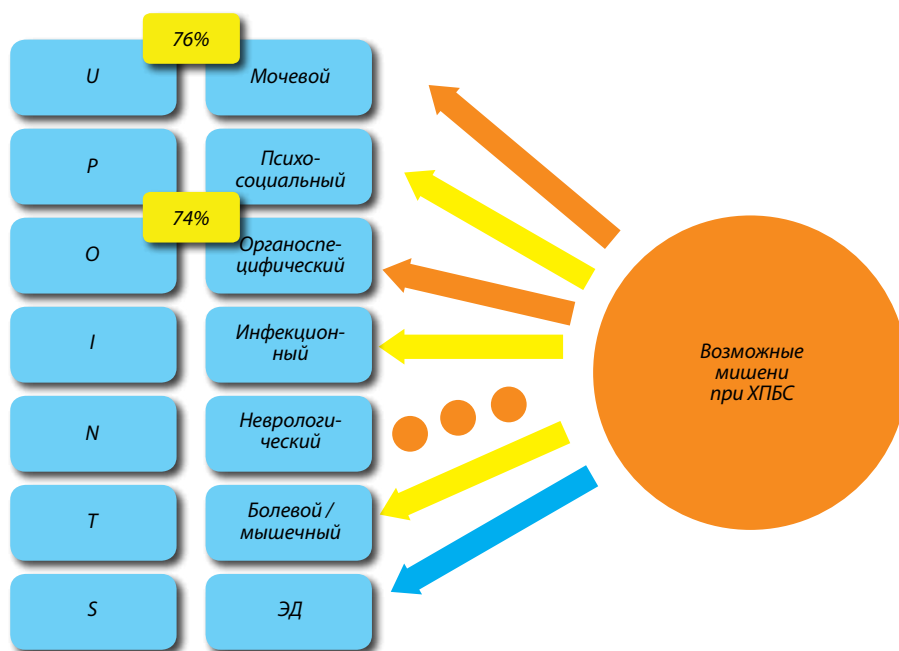 76%
U
Мочевой
P
Психо-
социальный
74%
O
Органоспе-
цифический
I
Инфекцион-
ный
N
Неврологи-
ческий
T
Болевой /
мышечный
S
ЭД
Возможные
мишени
при ХПБС